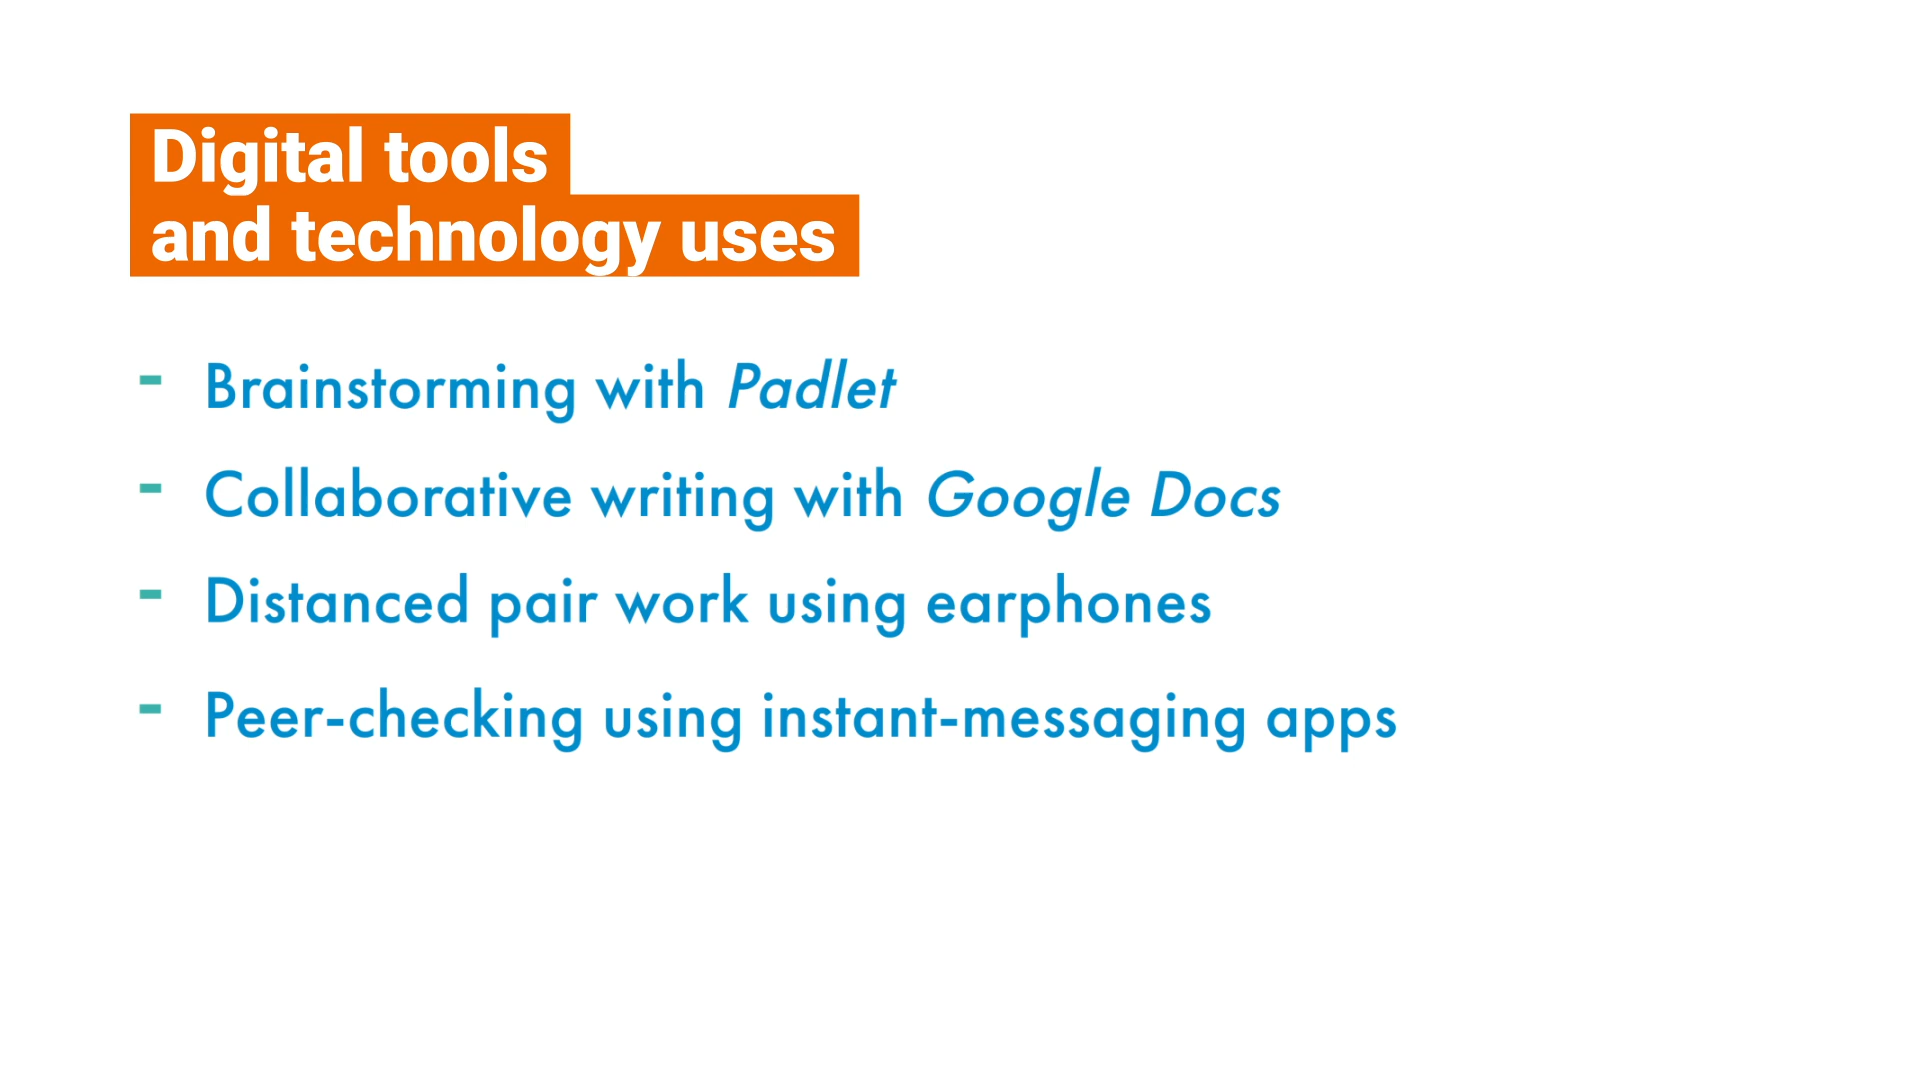 Digital tools
and technology uses
- Brainstorming with Padlet
- Collaborative writing with Google Docs
- Distanced pair work using earphones
- Peer-checking using instant-messaging apps